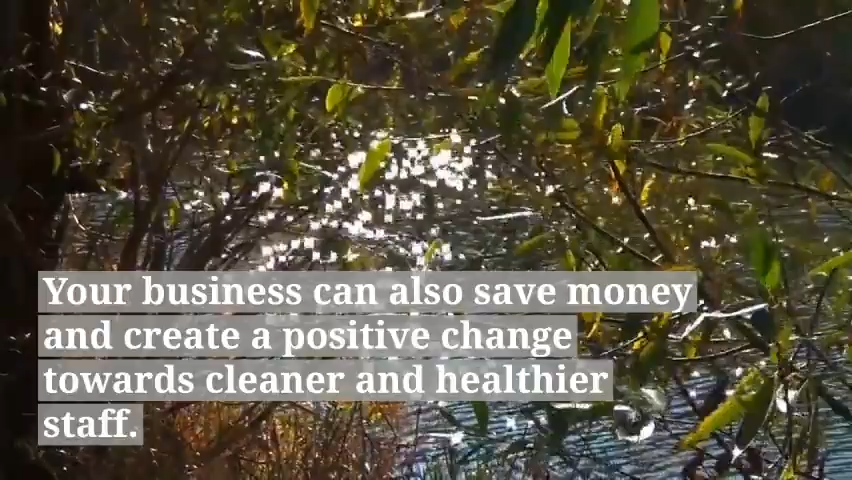 Your business can also save money
and create a positive change
towards cleaner and healthier
staff.